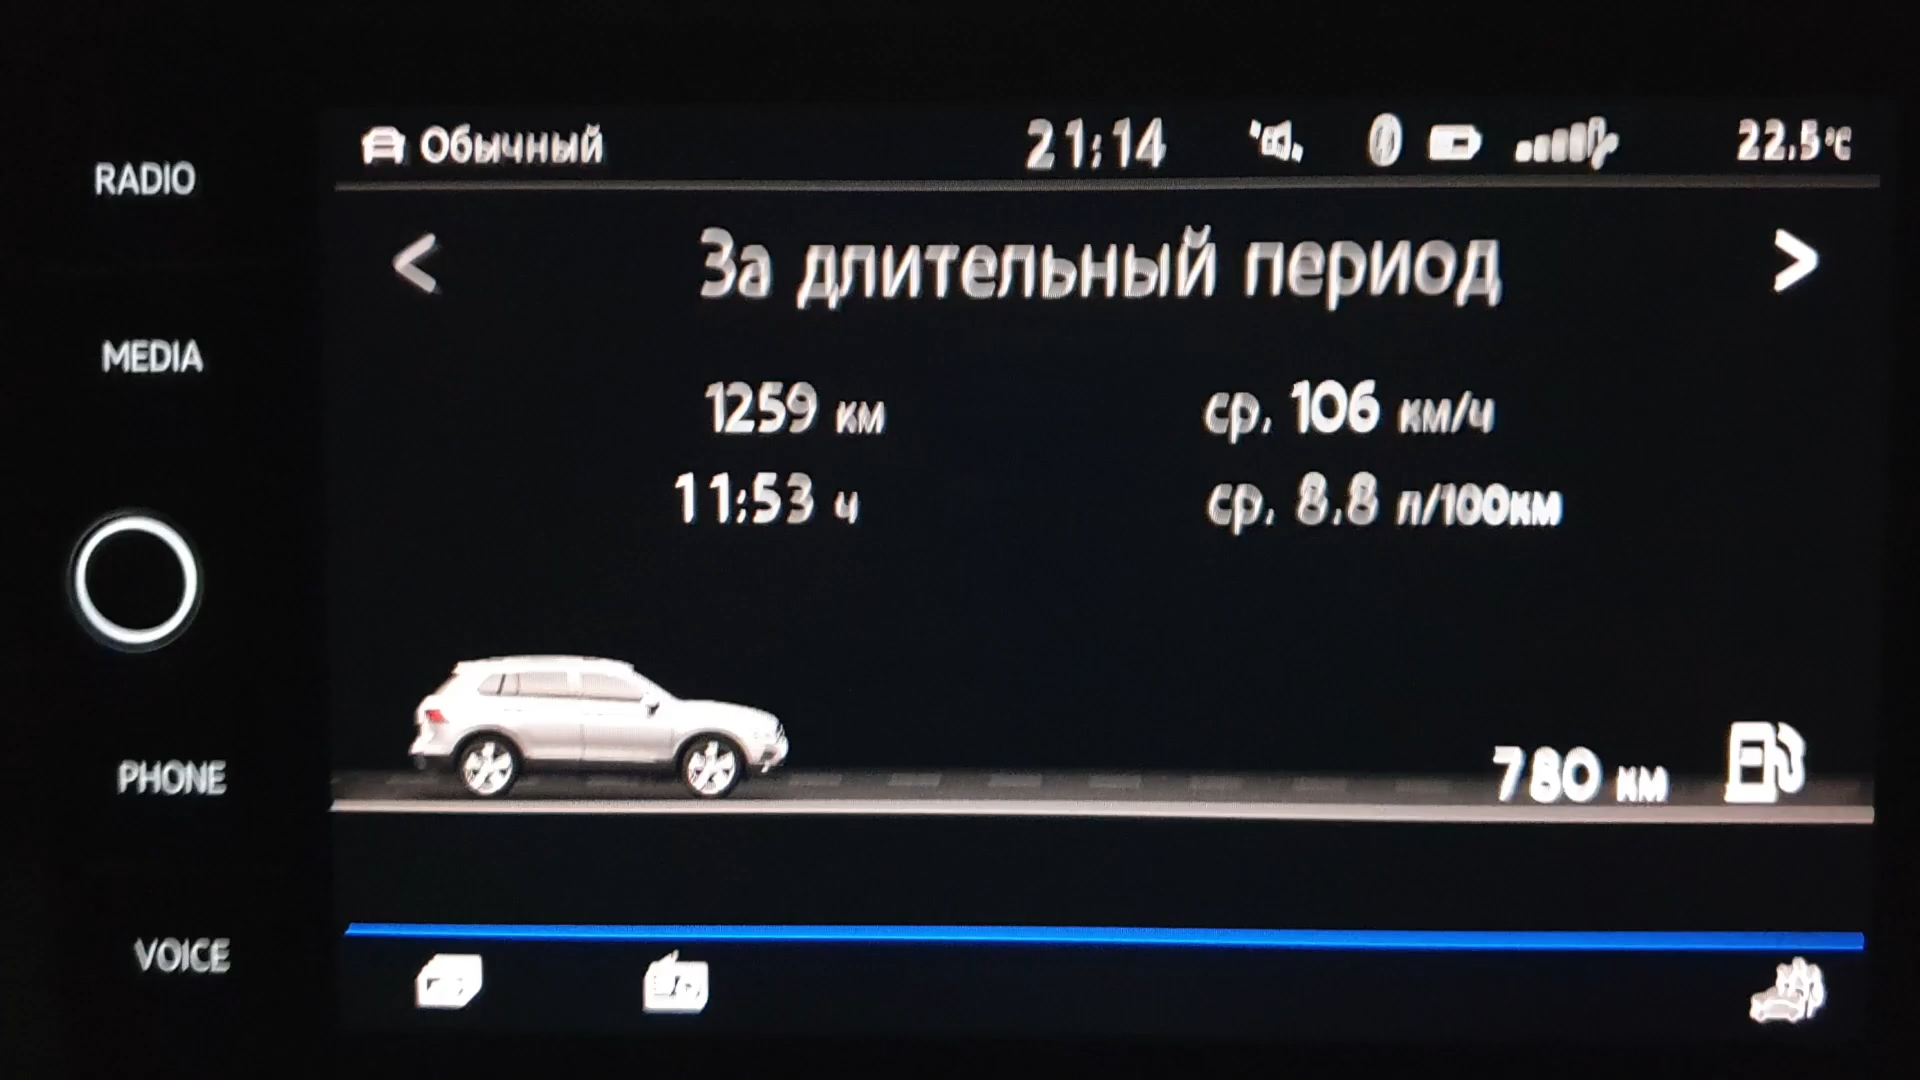 Обычный 21:14 22.5°C
RADIO
< За длительный период >
MEDIA
1259 км ср. 106 км/ч
11:53 ч ср. 8.8 л/100км
PHONE
780 км
VOICE